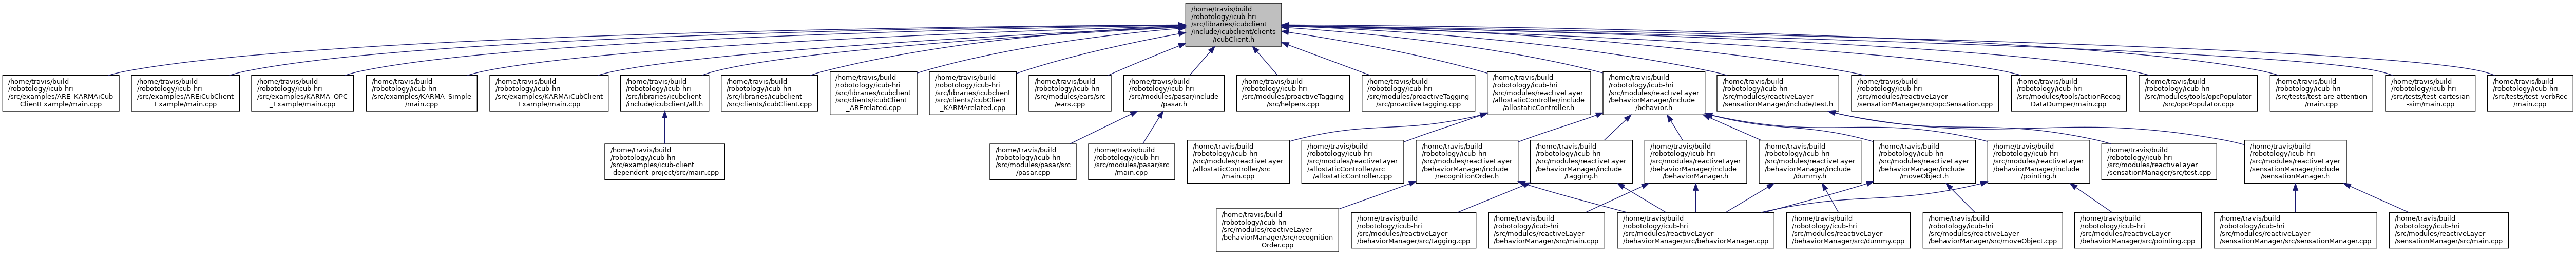 /home/travis/build
/robotology/icub-hri
/src/libraries/icubclient
/include/icubclient/clients
/icubClient.h
/home/travis/build
/robotology/icub-hri
/src/examples/ARE_KARMAiCub
ClientExample/main.cpp
/home/travis/build
/robotology/icub-hri
/src/examples/AREiCubClient
Example/main.cpp
/home/travis/build
/robotology/icub-hri
/src/examples/KARMA_OPC
_Example/main.cpp
/home/travis/build
/robotology/icub-hri
/src/examples/KARMA_Simple
/main.cpp
/home/travis/build
/robotology/icub-hri
/src/examples/KARMAiCubClient
Example/main.cpp
/home/travis/build
/robotology/icub-hri
/src/libraries/icubclient
/include/icubclient/all.h
/home/travis/build
/robotology/icub-hri
/src/libraries/icubclient
/src/clients/icubClient.cpp
/home/travis/build
/robotology/icub-hri
/src/libraries/icubclient
/src/clients/icubClient
_ARErelated.cpp
/home/travis/build
/robotology/icub-hri
/src/libraries/icubclient
/src/clients/icubClient
_KARMArelated.cpp
/home/travis/build
/robotology/icub-hri
/src/modules/ears/src
/ears.cpp
/home/travis/build
/robotology/icub-hri
/src/modules/pasar/include
/pasar.h
/home/travis/build
/robotology/icub-hri
/src/modules/proactiveTagging
/src/helpers.cpp
/home/travis/build
/robotology/icub-hri
/src/modules/proactiveTagging
/src/proactiveTagging.cpp
/home/travis/build
/robotology/icub-hri
/src/modules/reactiveLayer
/allostaticController/include
/allostaticController.h
/home/travis/build
/robotology/icub-hri
/src/modules/reactiveLayer
/behaviorManager/include
/behavior.h
/home/travis/build
/robotology/icub-hri
/src/modules/reactiveLayer
/sensationManager/include/test.h
/home/travis/build
/robotology/icub-hri
/src/modules/reactiveLayer
/sensationManager/src/opcSensation.cpp
/home/travis/build
/robotology/icub-hri
/src/modules/tools/actionRecog
DataDumper/main.cpp
/home/travis/build
/robotology/icub-hri
/src/modules/tools/opcPopulator
/src/opcPopulator.cpp
/home/travis/build
/robotology/icub-hri
/src/tests/test-are-attention
/main.cpp
/home/travis/build
/robotology/icub-hri
/src/tests/test-cartesian
-sim/main.cpp
/home/travis/build
/robotology/icub-hri
/src/tests/test-verbRec
/main.cpp
/home/travis/build
/robotology/icub-hri
/src/examples/icub-client
-dependent-project/src/main.cpp
/home/travis/build
/robotology/icub-hri
/src/modules/pasar/src
/pasar.cpp
/home/travis/build
/robotology/icub-hri
/src/modules/pasar/src
/main.cpp
/home/travis/build
/robotology/icub-hri
/src/modules/reactiveLayer
/allostaticController/src
/main.cpp
/home/travis/build
/robotology/icub-hri
/src/modules/reactiveLayer
/allostaticController/src
/allostaticController.cpp
/home/travis/build
/robotology/icub-hri
/src/modules/reactiveLayer
/behaviorManager/include
/recognitionOrder.h
/home/travis/build
/robotology/icub-hri
/src/modules/reactiveLayer
/behaviorManager/include
/tagging.h
/home/travis/build
/robotology/icub-hri
/src/modules/reactiveLayer
/behaviorManager/include
/behaviorManager.h
/home/travis/build
/robotology/icub-hri
/src/modules/reactiveLayer
/behaviorManager/include
/dummy.h
/home/travis/build
/robotology/icub-hri
/src/modules/reactiveLayer
/behaviorManager/include
/moveObject.h
/home/travis/build
/robotology/icub-hri
/src/modules/reactiveLayer
/behaviorManager/include
/pointing.h
/home/travis/build
/robotology/icub-hri
/src/modules/reactiveLayer
/sensationManager/src/test.cpp
/home/travis/build
/robotology/icub-hri
/src/modules/reactiveLayer
/sensationManager/include
/sensationManager.h
/home/travis/build
/robotology/icub-hri
/src/modules/reactiveLayer
/behaviorManager/src/recognition
Order.cpp
/home/travis/build
/robotology/icub-hri
/src/modules/reactiveLayer
/behaviorManager/src/tagging.cpp
/home/travis/build
/robotology/icub-hri
/src/modules/reactiveLayer
/behaviorManager/src/main.cpp
/home/travis/build
/robotology/icub-hri
/src/modules/reactiveLayer
/behaviorManager/src/behaviorManager.cpp
/home/travis/build
/robotology/icub-hri
/src/modules/reactiveLayer
/behaviorManager/src/dummy.cpp
/home/travis/build
/robotology/icub-hri
/src/modules/reactiveLayer
/behaviorManager/src/moveObject.cpp
/home/travis/build
/robotology/icub-hri
/src/modules/reactiveLayer
/behaviorManager/src/pointing.cpp
/home/travis/build
/robotology/icub-hri
/src/modules/reactiveLayer
/sensationManager/src/sensationManager.cpp
/home/travis/build
/robotology/icub-hri
/src/modules/reactiveLayer
/sensationManager/src/main.cpp